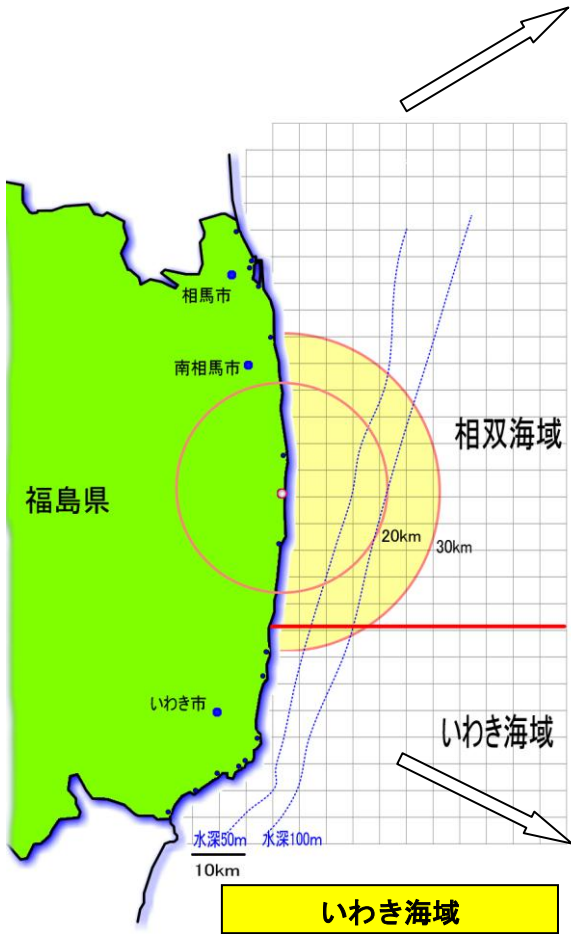 相馬市
南相馬市
相双海域
福島県
20km
30km
いわき市
いわき海域
水深50m 水深100m
10km
いわき海域